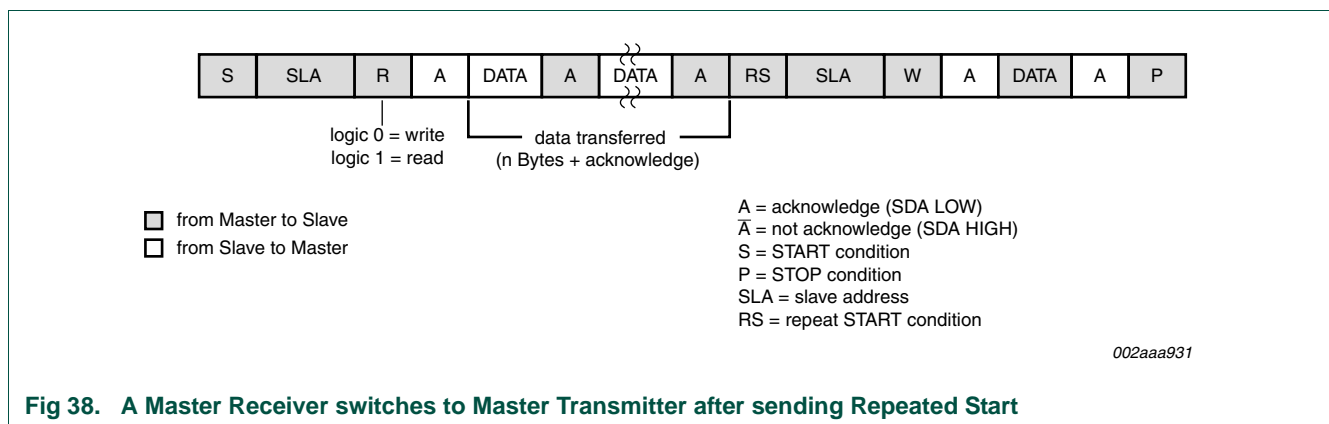 S SLA R A DATA A DATA A RS SLA W A DATA A P
logic 0 = write
logic 1 = read
data transferred
(n Bytes + acknowledge)
from Master to Slave
from Slave to Master
A = acknowledge (SDA LOW)
A̅ = not acknowledge (SDA HIGH)
S = START condition
P = STOP condition
SLA = slave address
RS = repeat START condition
002aaa931
Fig 38. A Master Receiver switches to Master Transmitter after sending Repeated Start